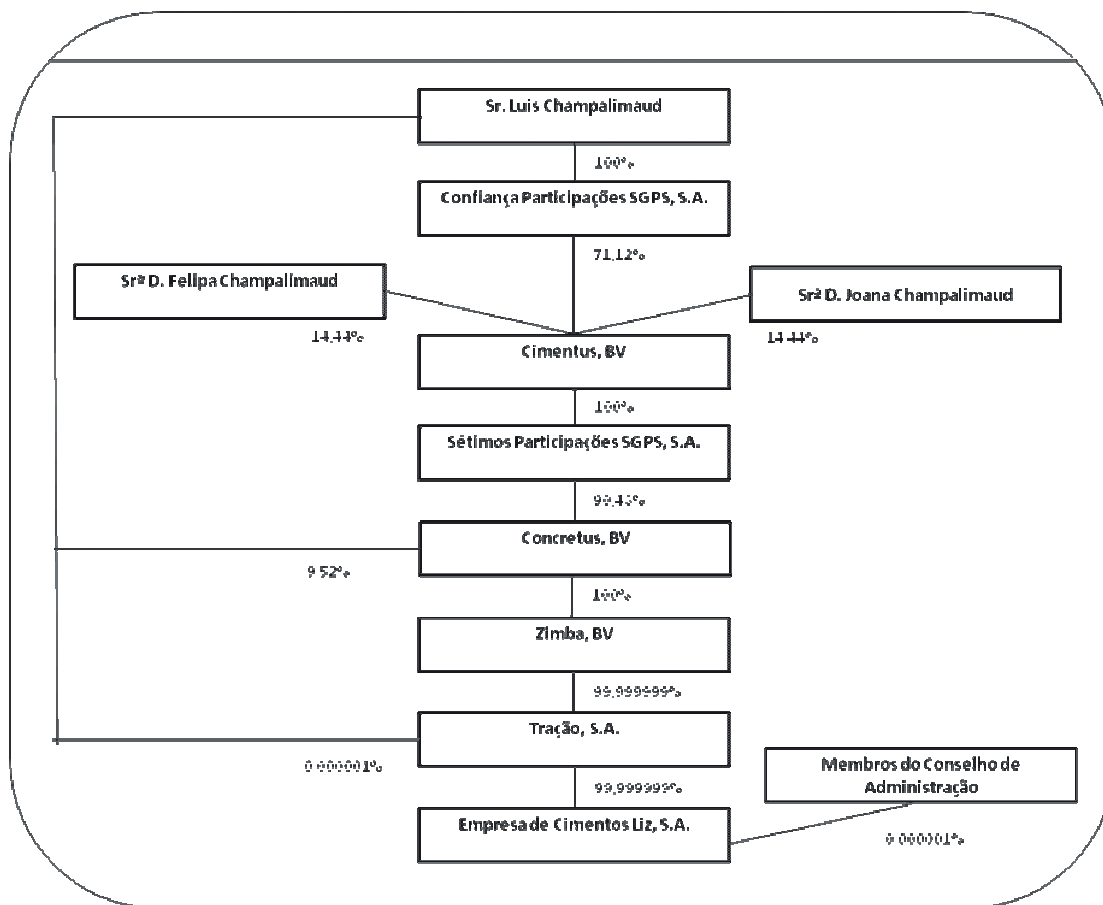 Sr. Luis Champalimaud
100%
Confiança Participações SGPS, S.A.
71,12%
Srª D. Felipa Champalimaud
Srª D. Joana Champalimaud
14,44%
14,44%
Cimentus, BV
100%
Sétimos Participações SGPS, S.A.
Concretus, BV
9,52%
100%
Zimba, BV
99,999999%
Tração, S.A.
0,000001%
Membros do Conselho de
Administração
99,999999%
Empresa de Cimentos Liz, S.A.
0,000001%